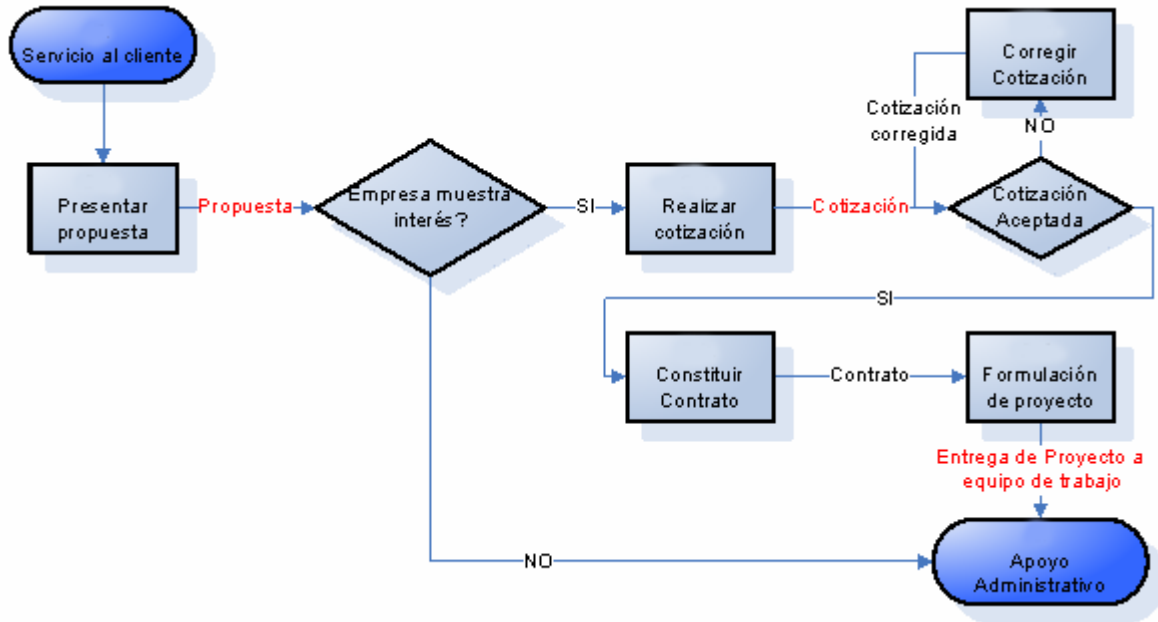 Servicio al cliente
Presentar
propuesta
Propuesta
Empresa muestra
interés?
SI
Realizar
cotización
Cotización
Cotización
Aceptada
NO
Corregir
Cotización
Cotización
corregida
SI
Constituir
Contrato
Contrato
Formulación
de proyecto
Entrega de Proyecto a
equipo de trabajo
NO
Apoyo
Administrativo